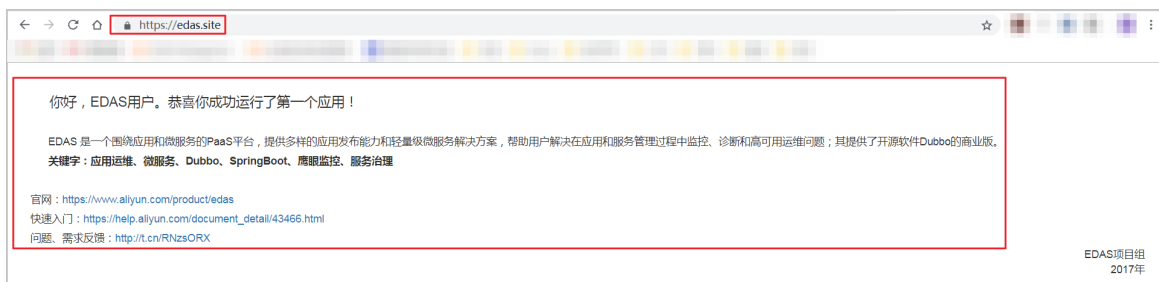 https://edas.site
你好，EDAS用户。恭喜你成功运行了第一个应用！
EDAS 是一个围绕应用和微服务的PaaS平台，提供多样的应用发布能力和轻量级微服务解决方案，帮助用户解决在应用和服务管理过程中监控、诊断和高可用运维问题；其提供了开源软件Dubbo的商业版。
关键字：应用运维、微服务、Dubbo、SpringBoot、鹰眼监控、服务治理
官网：https://www.aliyun.com/product/edas
快速入门：https://help.aliyun.com/document_detail/43466.html
问题、需求反馈：http://t.cn/RNzsORX
EDAS项目组
2017年